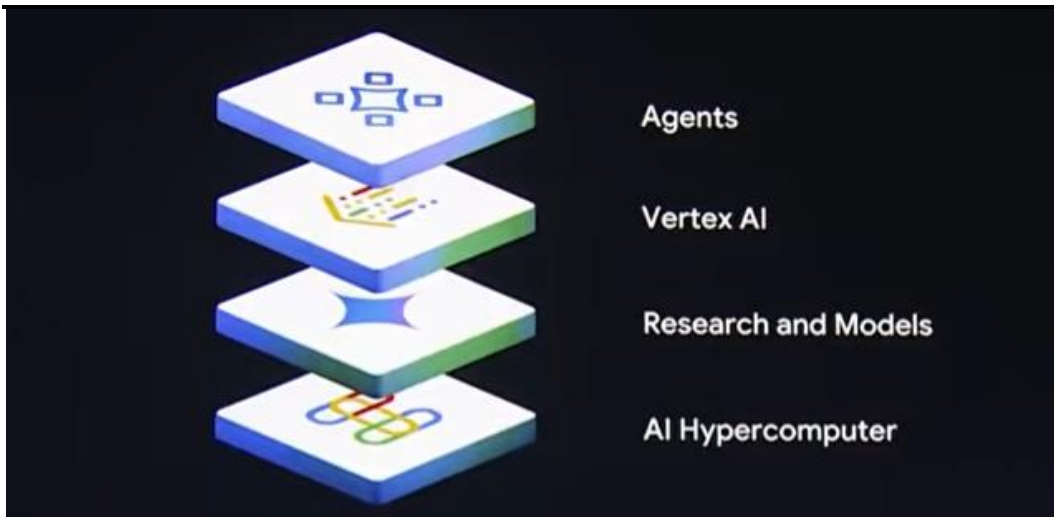 Agents
Vertex AI
Research and Models
AI Hypercomputer